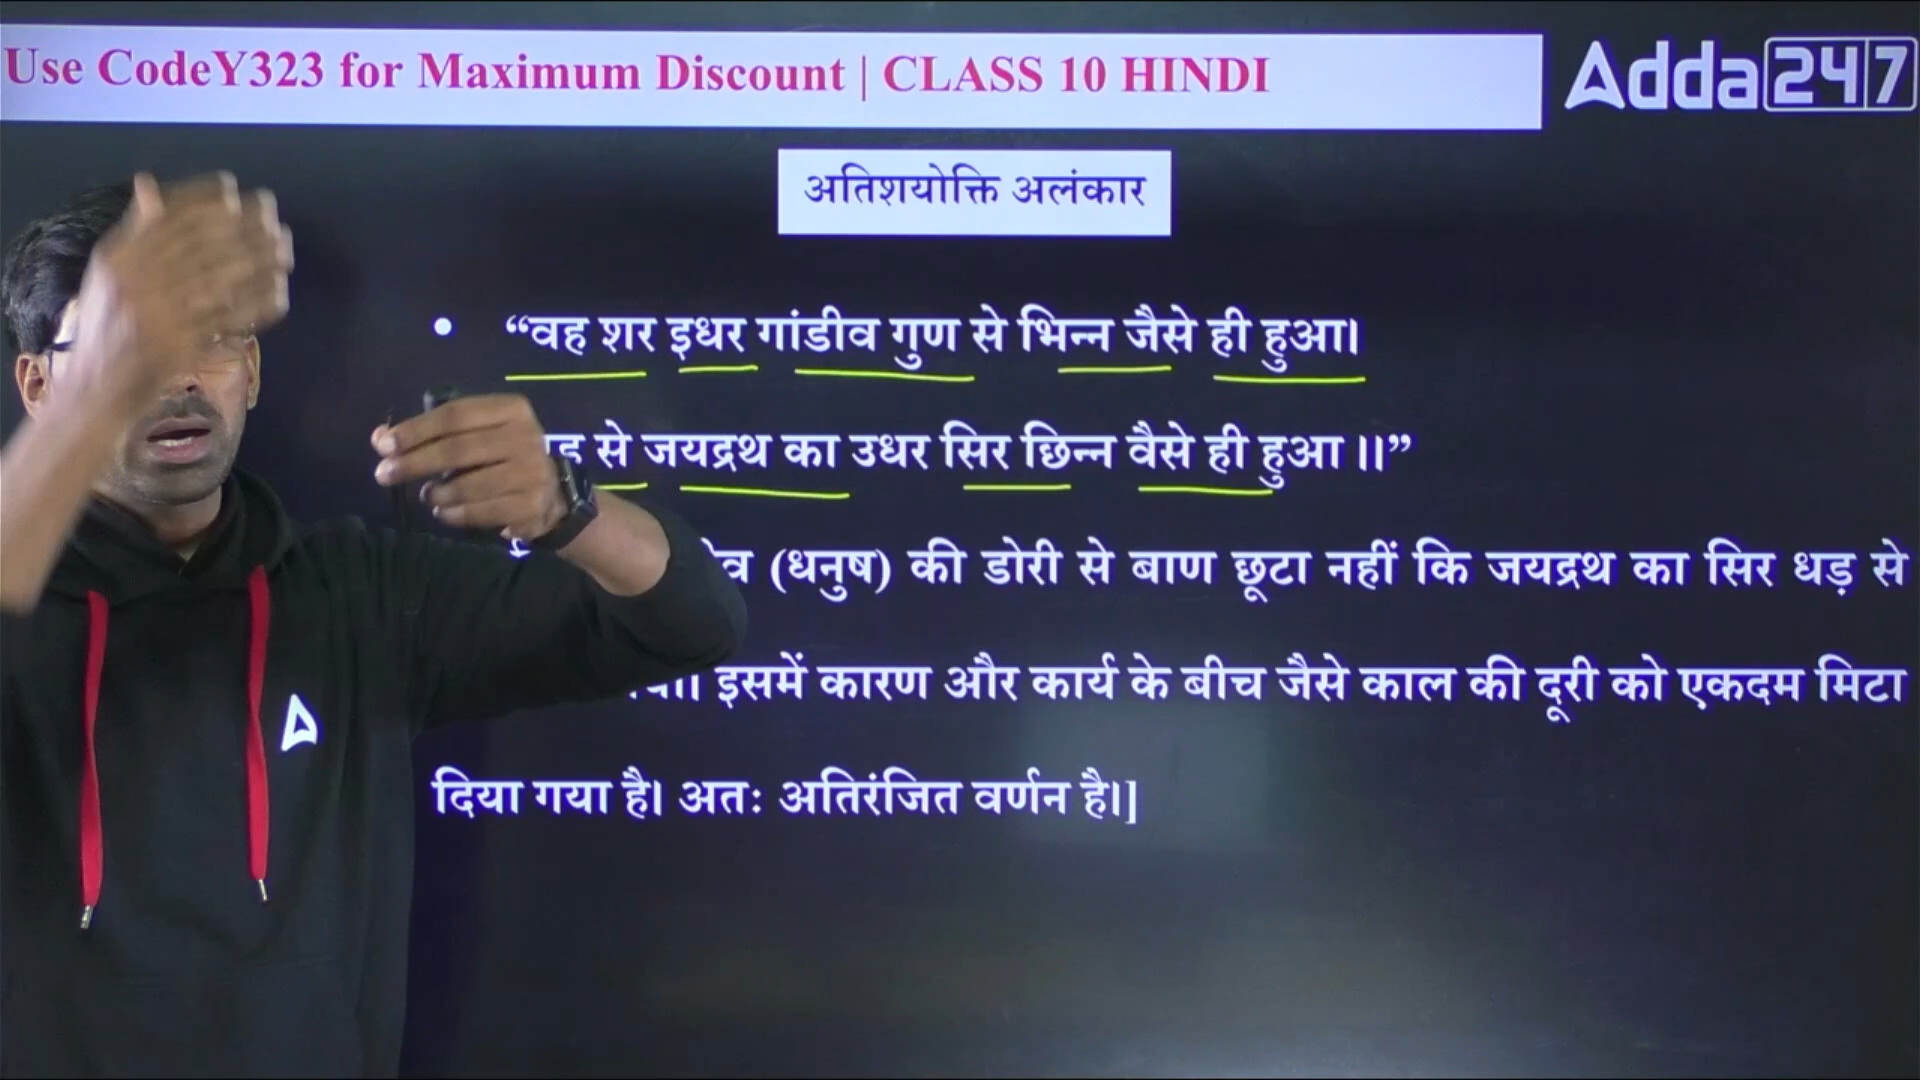 Use CodeY323 for Maximum Discount | CLASS 10 HINDI
Adda247
अतिशयोक्ति अलंकार
• “वह शर इधर गांडीव गुण से भिन्न जैसे ही हुआ।
से जयद्रथ का उधर सिर छिन्न वैसे ही हुआ ।।”
(धनुष) की डोरी से बाण छूटा नहीं कि जयद्रथ का सिर धड़ से
इसमें कारण और कार्य के बीच जैसे काल की दूरी को एकदम मिटा
दिया गया है। अतः अतिरंजित वर्णन है।]